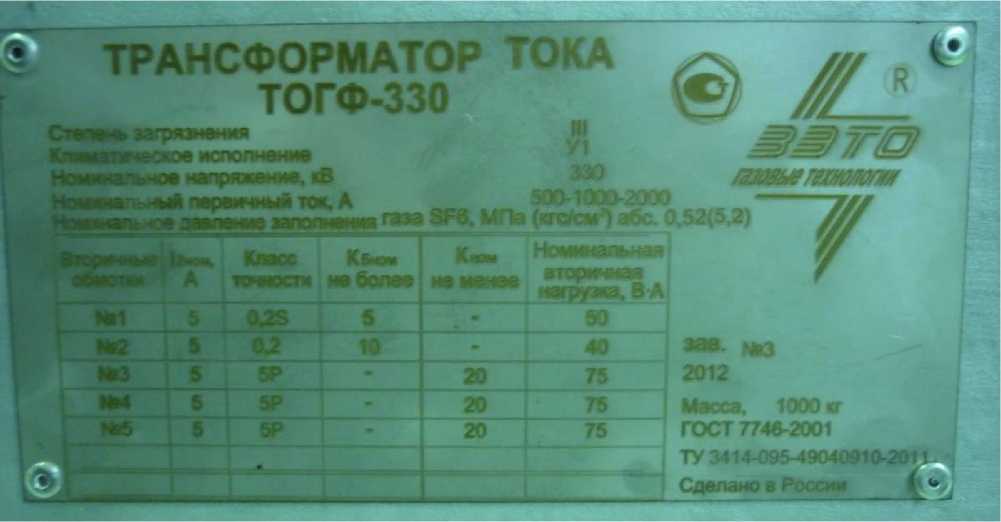 ТРАНСФОРМАТОР ТОКА
ТОГФ-330
Степень загрязнения III
Климатическое исполнение У1
Номинальное напряжение, кВ 330
Номинальный первичный ток, А 500-1000-2000
Номинальное давление заполнения газа SF6, МПа (кгс/см²) абс. 0,52(5,2)
®
ЗЭТО
ГАЗОВЫЕ ТЕХНОЛОГИИ
Вторичные обмотки I2ном, А Класс точности КБном не более Кном не менее Номинальная вторичная нагрузка, В·А
№1 5 0,2S 5 - 50
№2 5 0,2 10 - 40
№3 5 5P - 20 75
№4 5 5P - 20 75
№5 5 5P - 20 75
зав. №3
2012
Масса, 1000 кг
ГОСТ 7746-2001
ТУ 3414-095-49040910-2011
Сделано в России